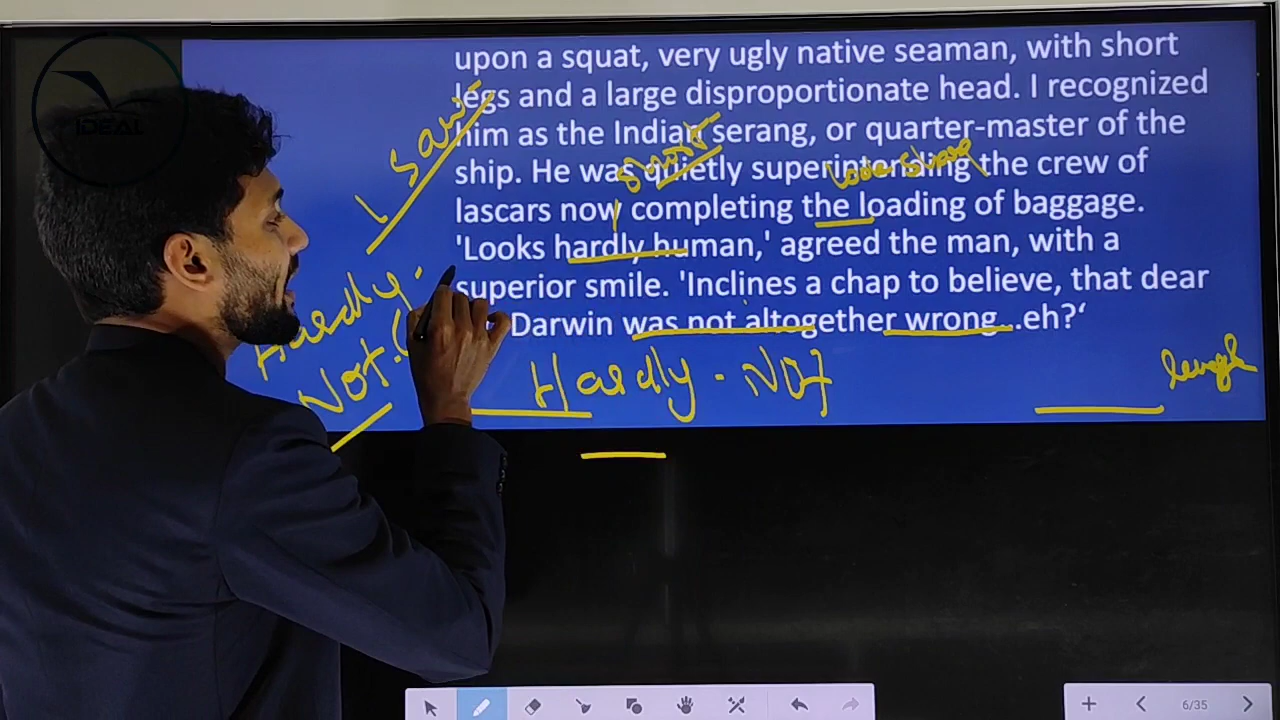 IDEAL
upon a squat, very ugly native seaman, with short
legs and a large disproportionate head. I recognized
him as the Indian serang, or quarter-master of the
ship. He was quietly superintending the crew of
lascars now completing the loading of baggage.
'Looks hardly human,' agreed the man, with a
superior smile. 'Inclines a chap to believe, that dear
Darwin was not altogether wrong...eh?'
Hardly.
Not.
Hardly - Not
6/35